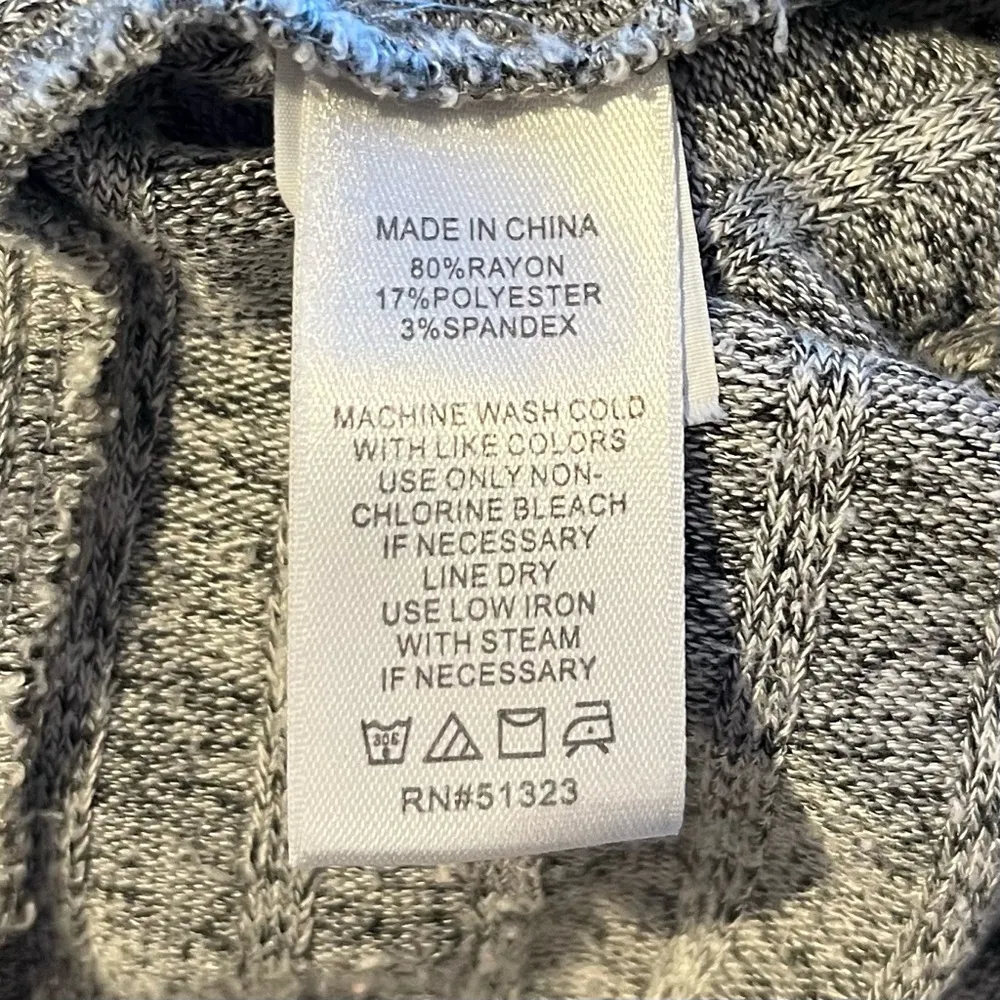 MADE IN CHINA
80%RAYON
17%POLYESTER
3%SPANDEX
MACHINE WASH COLD
WITH LIKE COLORS
USE ONLY NON-
CHLORINE BLEACH
IF NECESSARY
LINE DRY
USE LOW IRON
WITH STEAM
IF NECESSARY
RN#51323